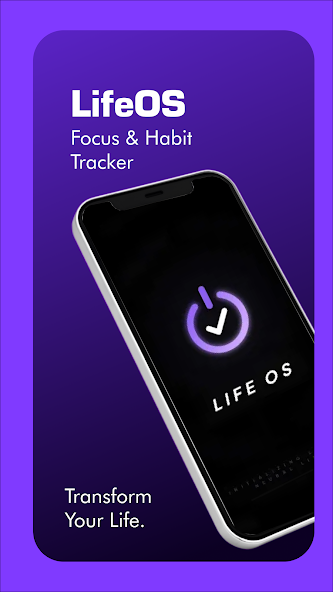 LifeOS
Focus & Habit
Tracker
LIFE OS
Transform
Your Life.